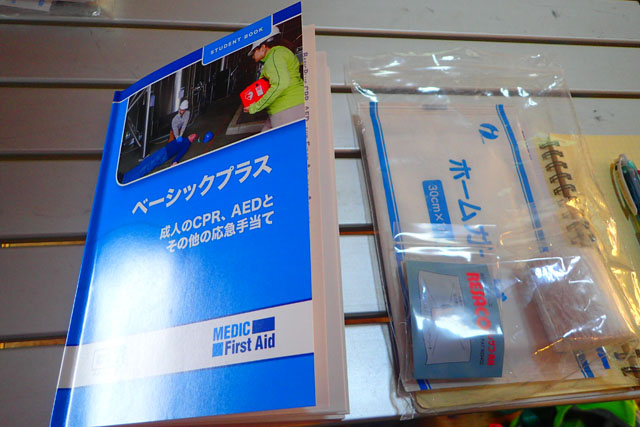 STUDENT BOOK
ベーシックプラス
成人のCPR、AEDと
その他の応急手当て
MEDIC
First Aid
ホームガ
30cm×